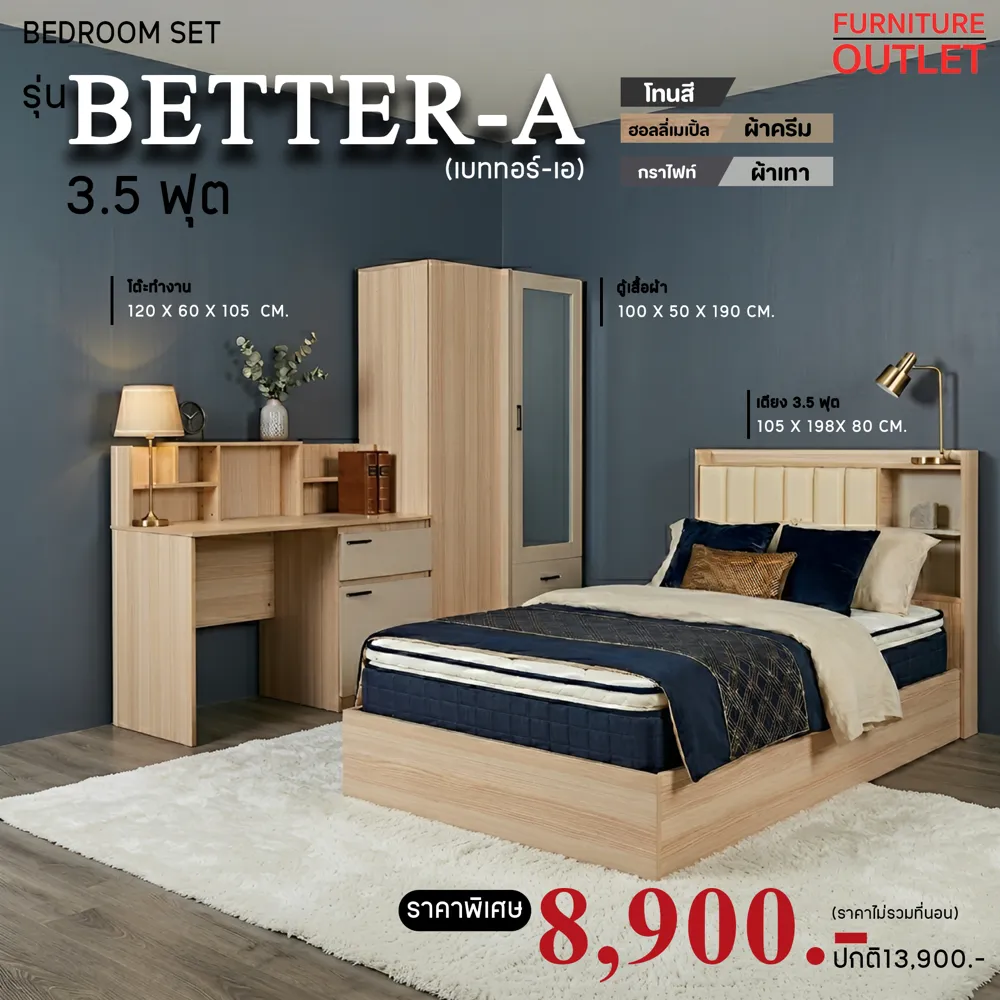 BEDROOM SET
FURNITURE
OUTLET
รุ่น BETTER-A
(เบททอร์-เอ)
3.5 ฟุต
โทนสี
ฮอลลี่เมเปิ้ล ผ้าครีม
กราไฟท์ ผ้าเทา
โต๊ะทำงาน
120 X 60 X 105 CM.
ตู้เสื้อผ้า
100 X 50 X 190 CM.
เตียง 3.5 ฟุต
105 X 198X 80 CM.
ราคาพิเศษ 8,900.-
(ราคาไม่รวมที่นอน)
ปกติ13,900.-